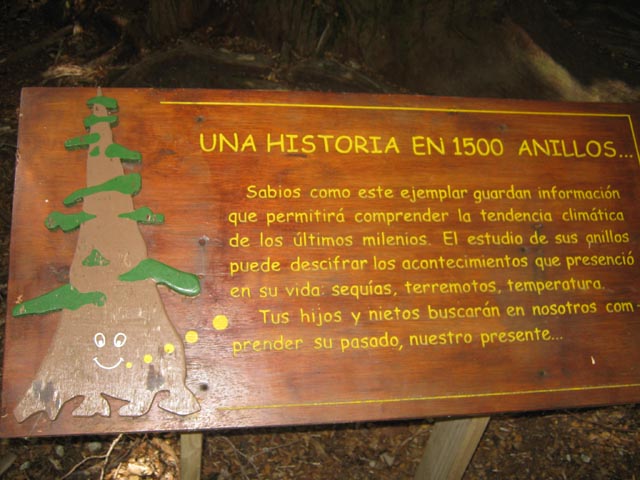 UNA HISTORIA EN 1500 ANILLOS...
Sabios como este ejemplar guardan información
que permitirá comprender la tendencia climática
de los últimos milenios. El estudio de sus anillos
puede descifrar los acontecimientos que presenció
en su vida: sequías, terremotos, temperatura.
Tus hijos y nietos buscarán en nosotros com-
prender su pasado, nuestro presente...